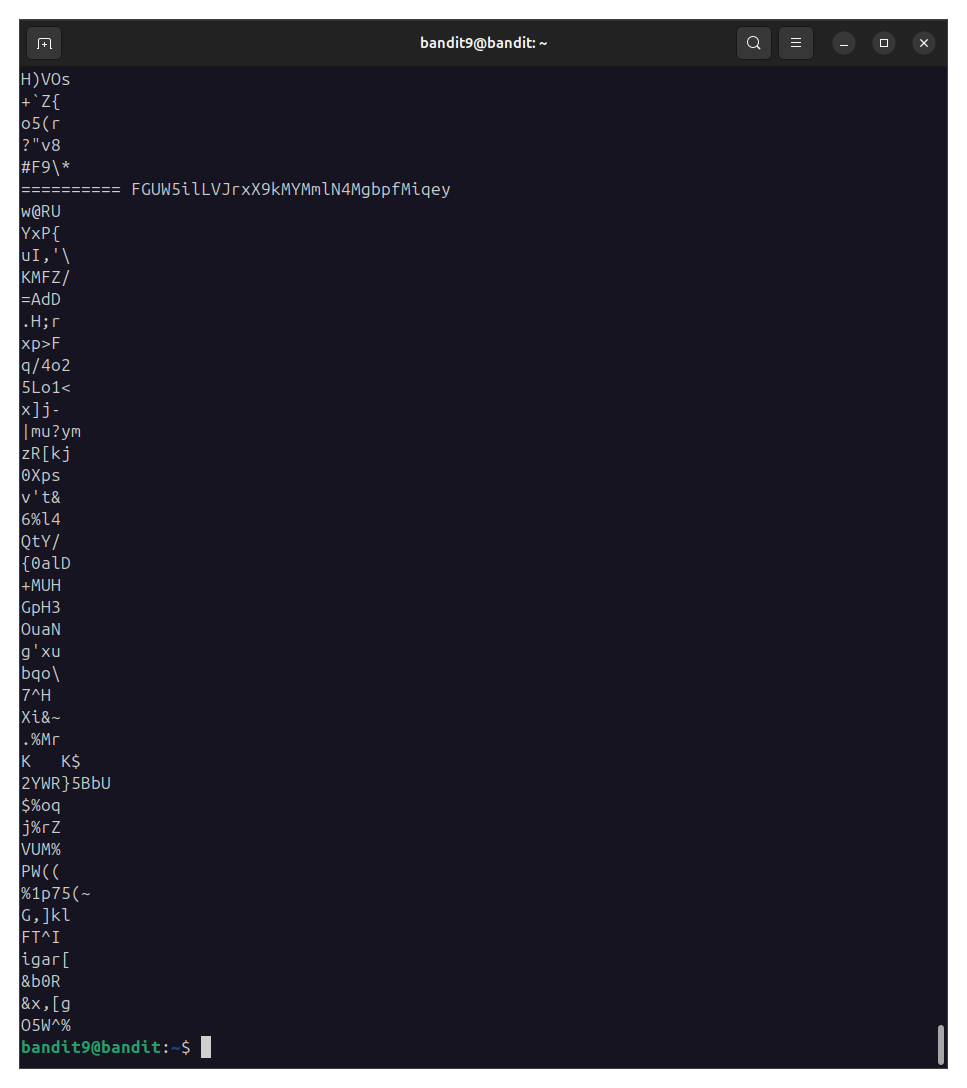 bandit9@bandit: ~
H)VOs
+`Z{
o5(r
?"v8
#F9\*
========== FGUW5ilLVJrxX9kMYMmlN4MgbpfMiqey
w@RU
YxP{
uI,'\
KMFZ/
=AdD
.H;r
xp>F
q/4o2
5Lo1<
x]j-
|mu?ym
zR[kj
0Xps
v't&
6%l4
QtY/
{0alD
+MUH
GpH3
OuaN
g'xu
bqo\
7^H
Xi&~
.%Mr
K   K$
2YWR}5BbU
$%oq
j%rZ
VUM%
PW((
%1p75(~
G,]kl
FT^I
igar[
&b0R
&x,[g
O5W^%
bandit9@bandit:~$